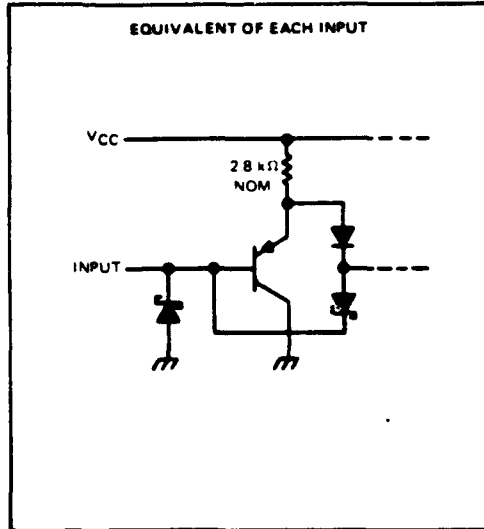 EQUIVALENT OF EACH INPUT
VCC
2.8 kΩ
NOM
INPUT